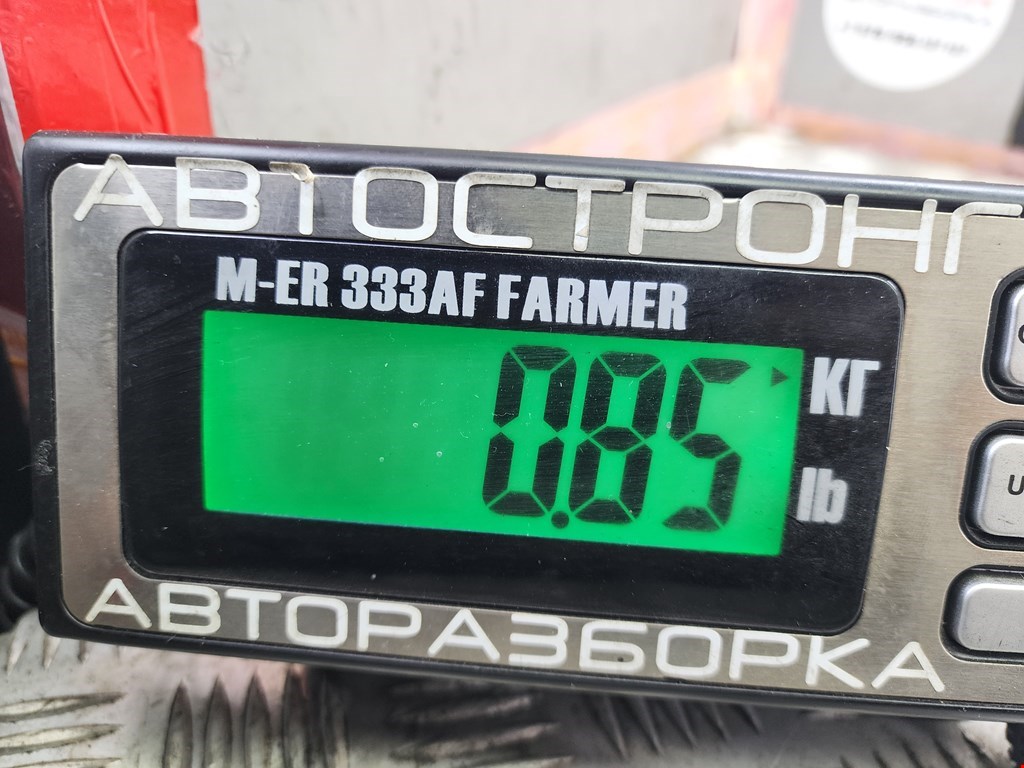 АВТОСТРОНГ
M-ER 333AF FARMER
0.85 КГ
lb
АВТОРАЗБОРКА